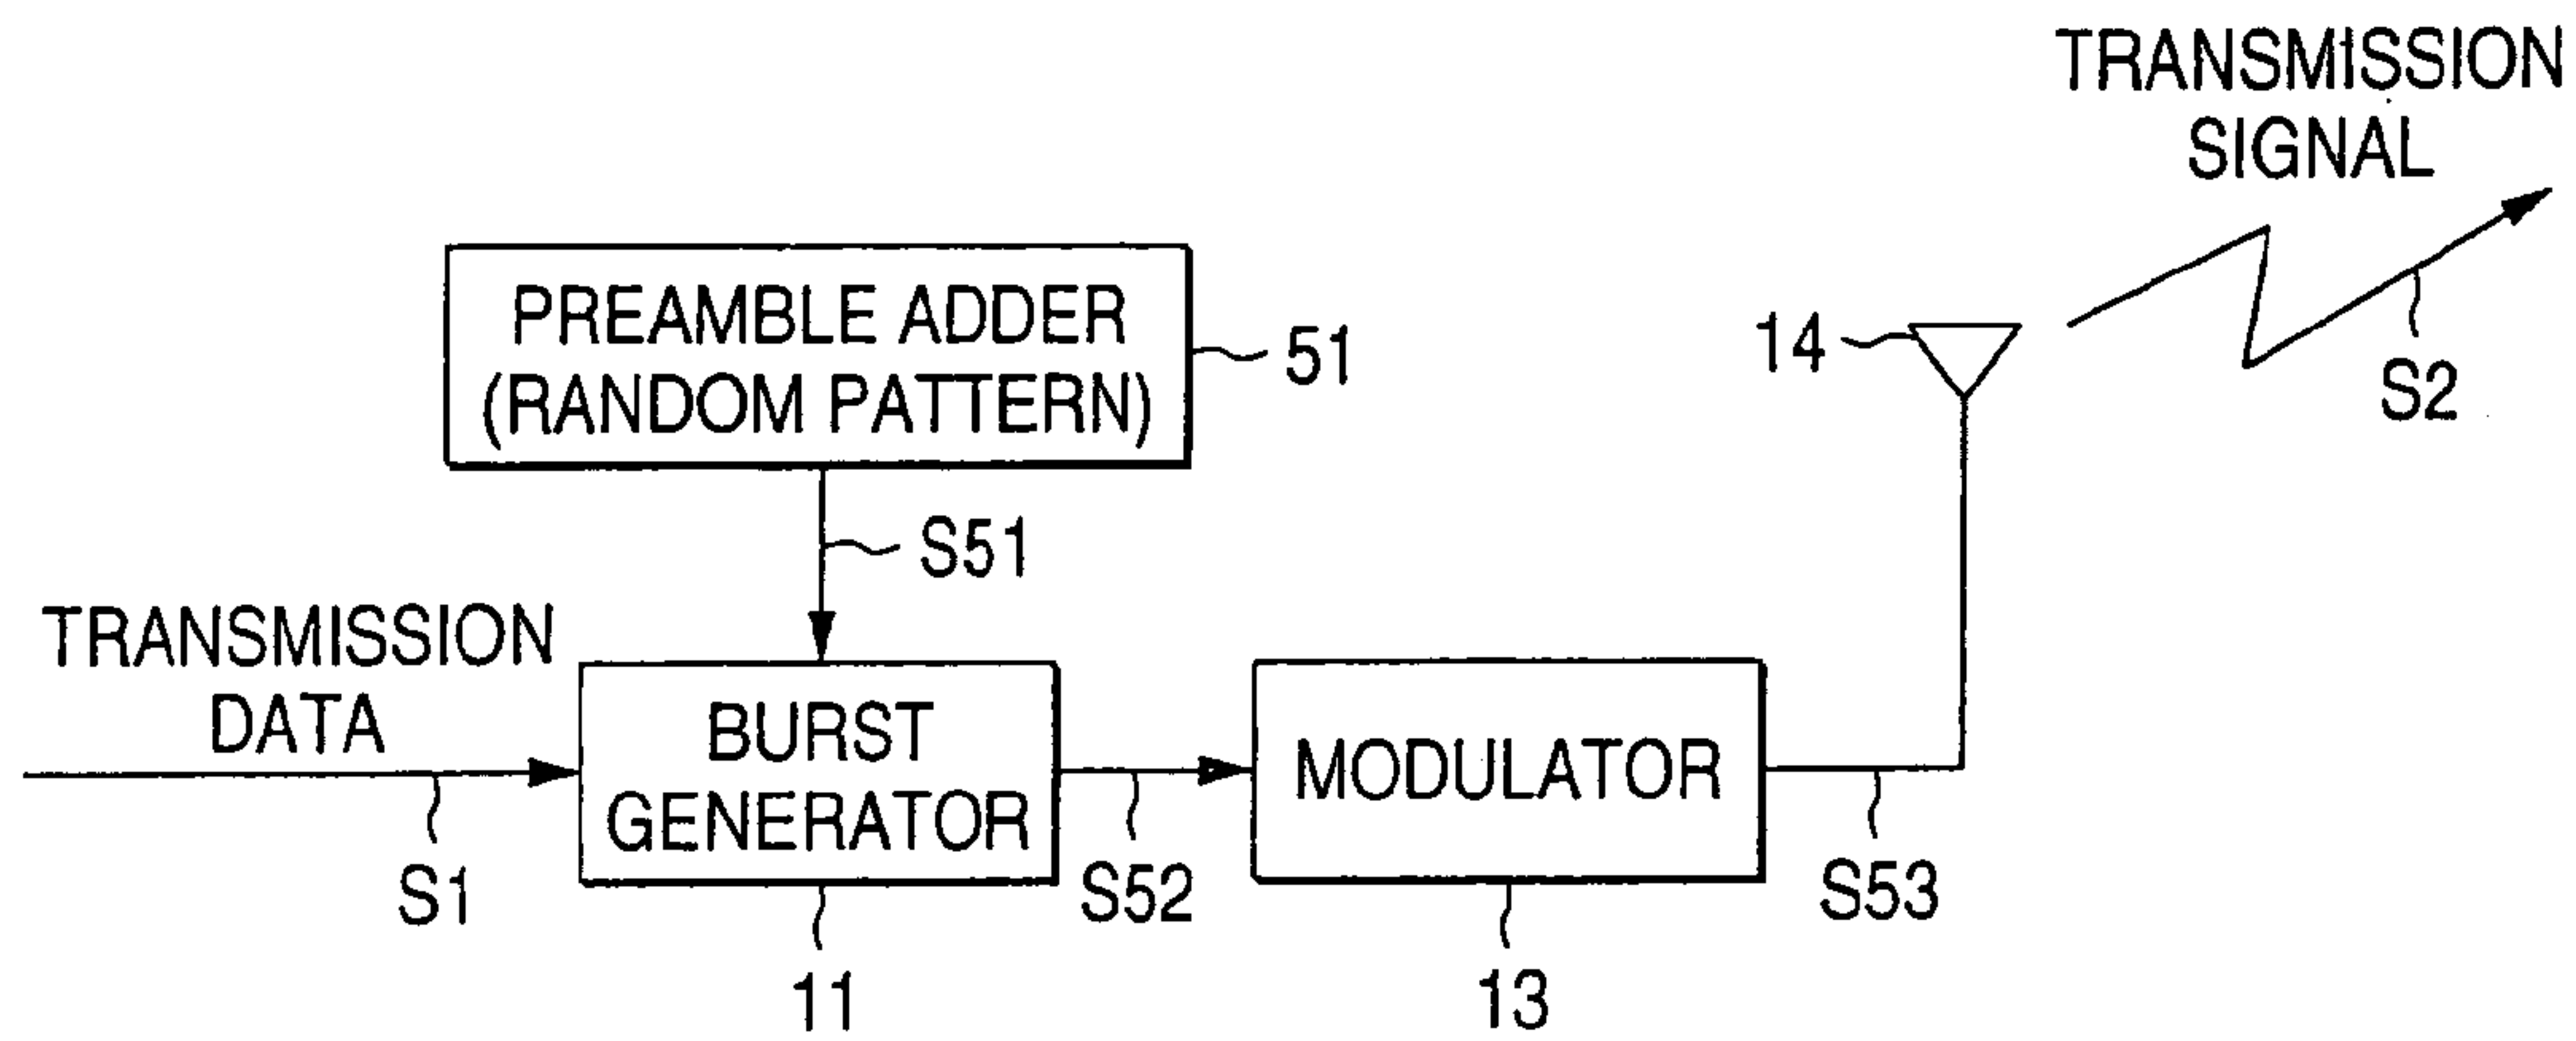 TRANSMISSION
SIGNAL
PREAMBLE ADDER
(RANDOM PATTERN)
51
14
S2
S51
TRANSMISSION
DATA
BURST
GENERATOR
MODULATOR
S1
S52
S53
11
13